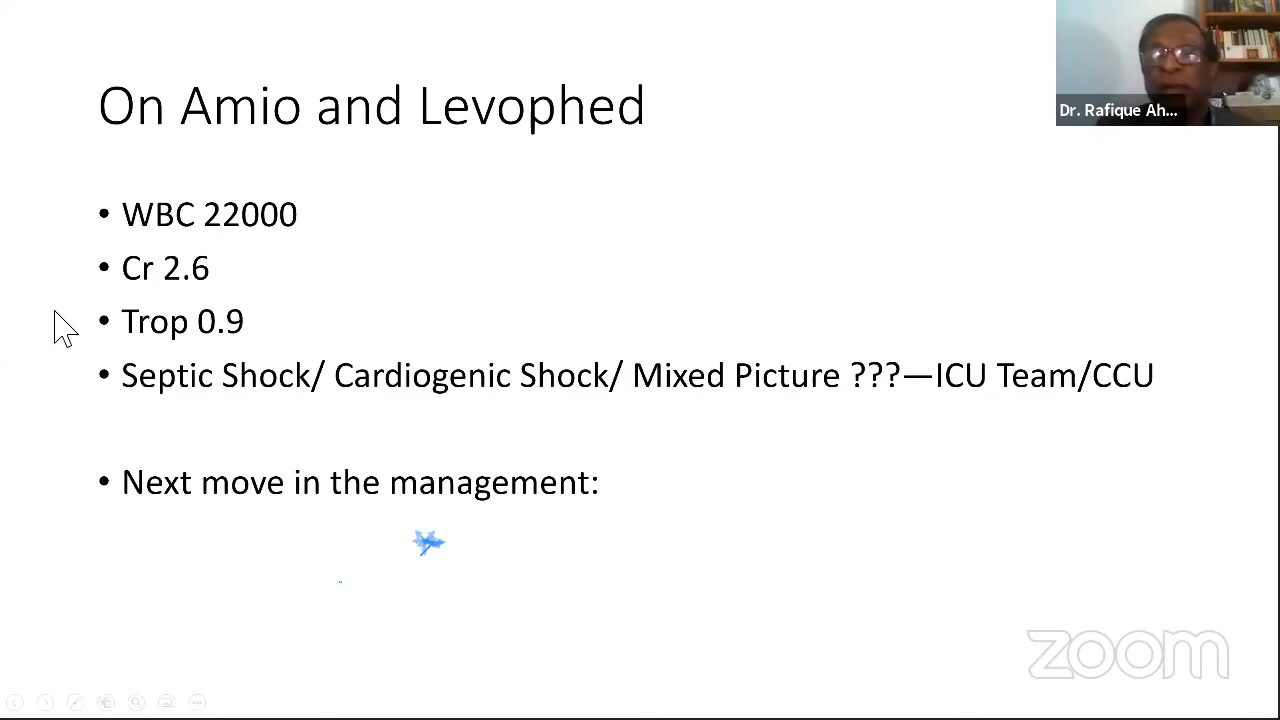 Dr. Rafique Ah...
On Amio and Levophed
• WBC 22000
• Cr 2.6
• Trop 0.9
• Septic Shock/ Cardiogenic Shock/ Mixed Picture ???—ICU Team/CCU
• Next move in the management:
zoom